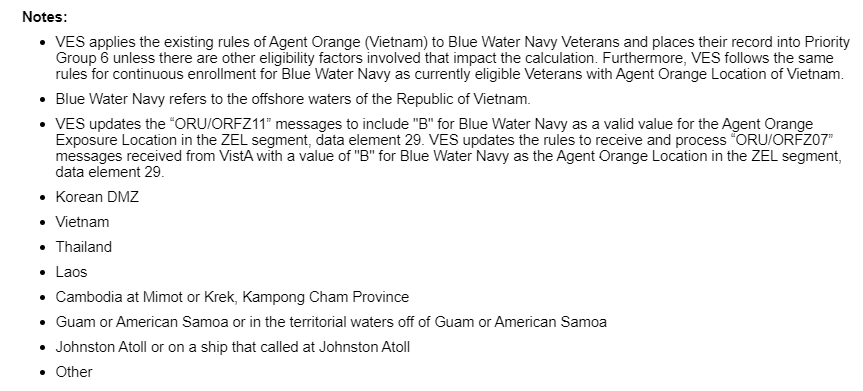 Notes:
• VES applies the existing rules of Agent Orange (Vietnam) to Blue Water Navy Veterans and places their record into Priority
Group 6 unless there are other eligibility factors involved that impact the calculation. Furthermore, VES follows the same
rules for continuous enrollment for Blue Water Navy as currently eligible Veterans with Agent Orange Location of Vietnam.
• Blue Water Navy refers to the offshore waters of the Republic of Vietnam.
• VES updates the “ORU/ORFZ11” messages to include "B" for Blue Water Navy as a valid value for the Agent Orange
Exposure Location in the ZEL segment, data element 29. VES updates the rules to receive and process “ORU/ORFZ07”
messages received from VistA with a value of "B" for Blue Water Navy as the Agent Orange Location in the ZEL segment,
data element 29.
• Korean DMZ
• Vietnam
• Thailand
• Laos
• Cambodia at Mimot or Krek, Kampong Cham Province
• Guam or American Samoa or in the territorial waters off of Guam or American Samoa
• Johnston Atoll or on a ship that called at Johnston Atoll
• Other